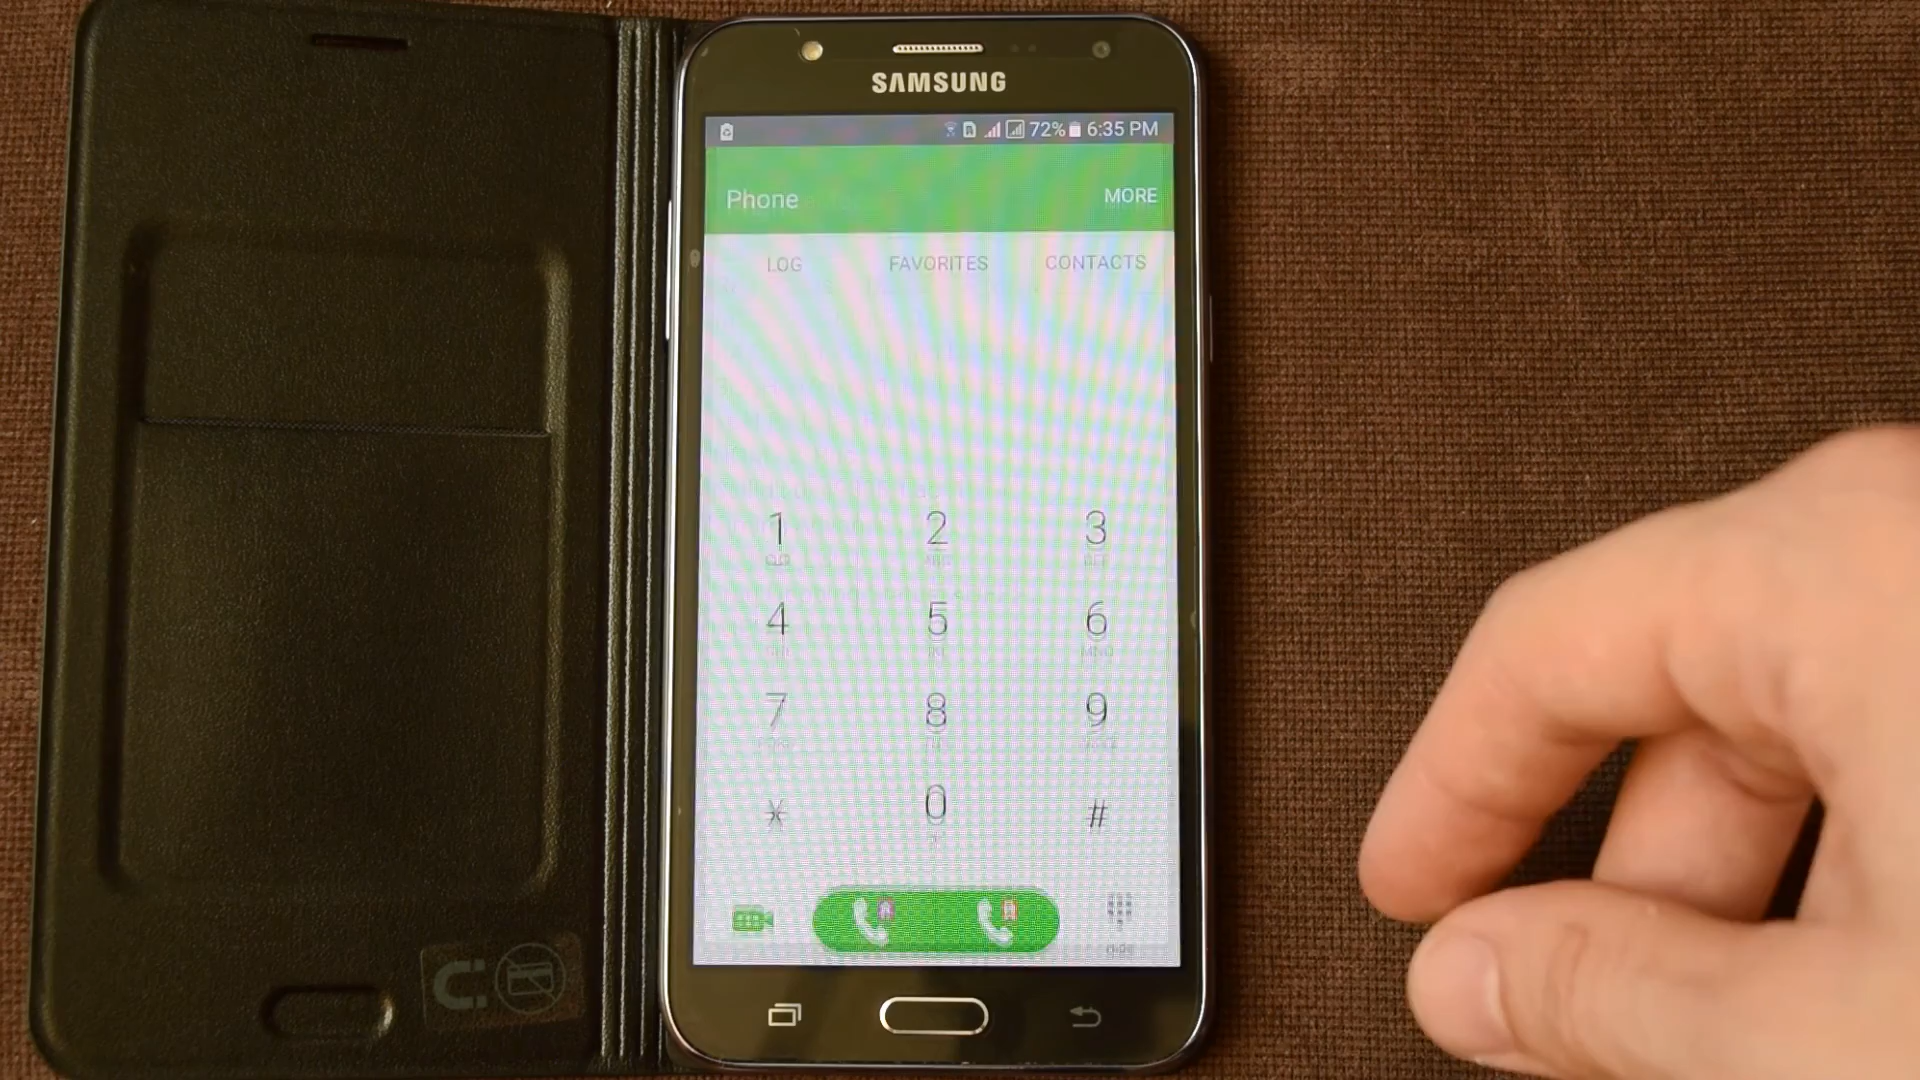 SAMSUNG
72% 6:35 PM
Phone
MORE
LOG FAVORITES CONTACTS
1 2 3
4 5 6
MNO
7 8 9
* 0 #